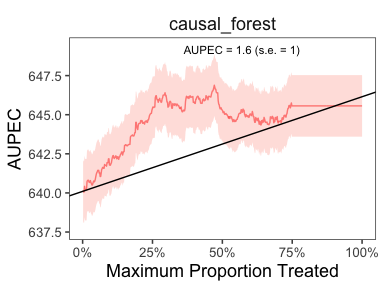 causal_forest
AUPEC = 1.6 (s.e. = 1)
AUPEC
647.5
645.0
642.5
640.0
637.5
0% 25% 50% 75% 100%
Maximum Proportion Treated